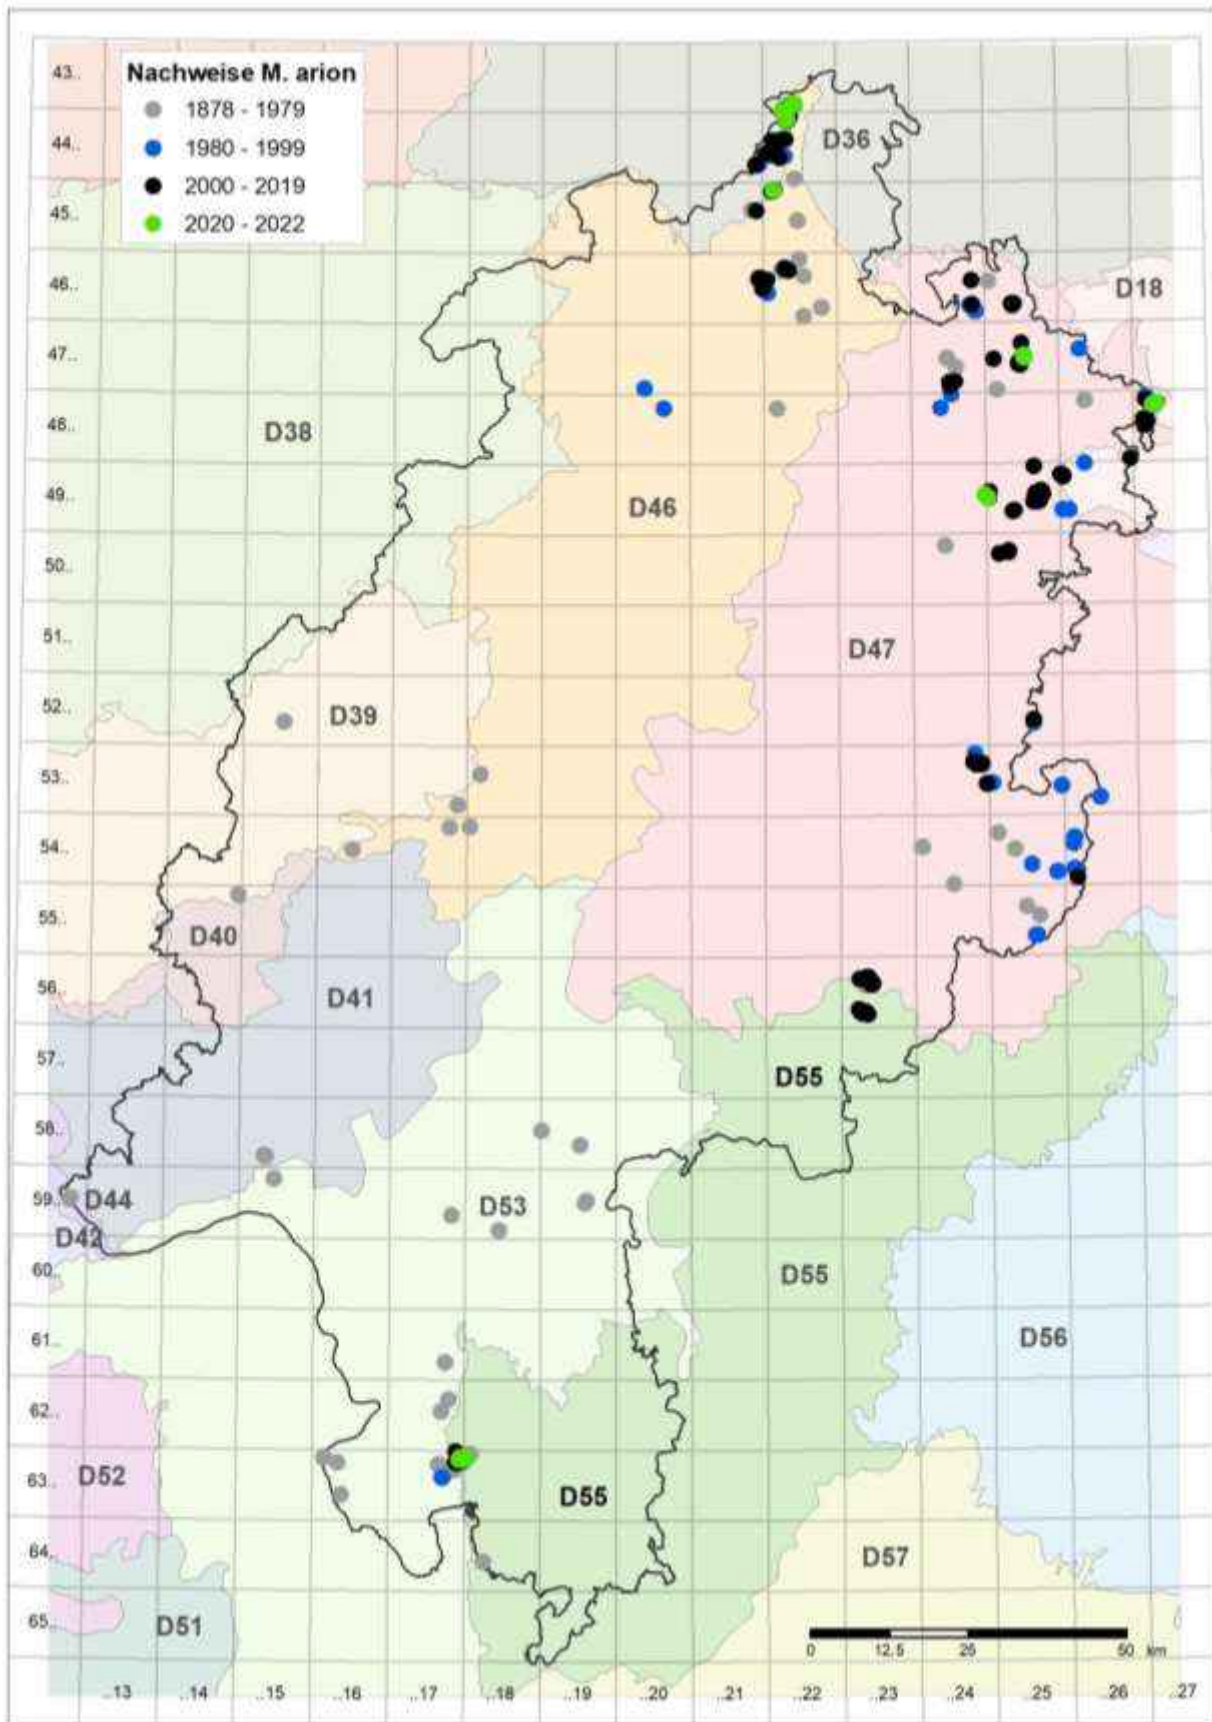 Nachweise M. arion
1878 - 1979
1980 - 1999
2000 - 2019
2020 - 2022
43..
44..
45..
46..
47..
48..
49..
50..
51..
52..
53..
54..
55..
56..
57..
58..
59..
60..
61..
62..
63..
64..
65..
D36
D18
D38
D46
D47
D39
D40
D41
D55
D44
D53
D42
D55
D56
D52
D55
D57
D51
0 12,5 25 50 km
..13 ..14 ..15 ..16 ..17 ..18 ..19 ..20 ..21 ..22 ..23 ..24 ..25 ..26 ..27